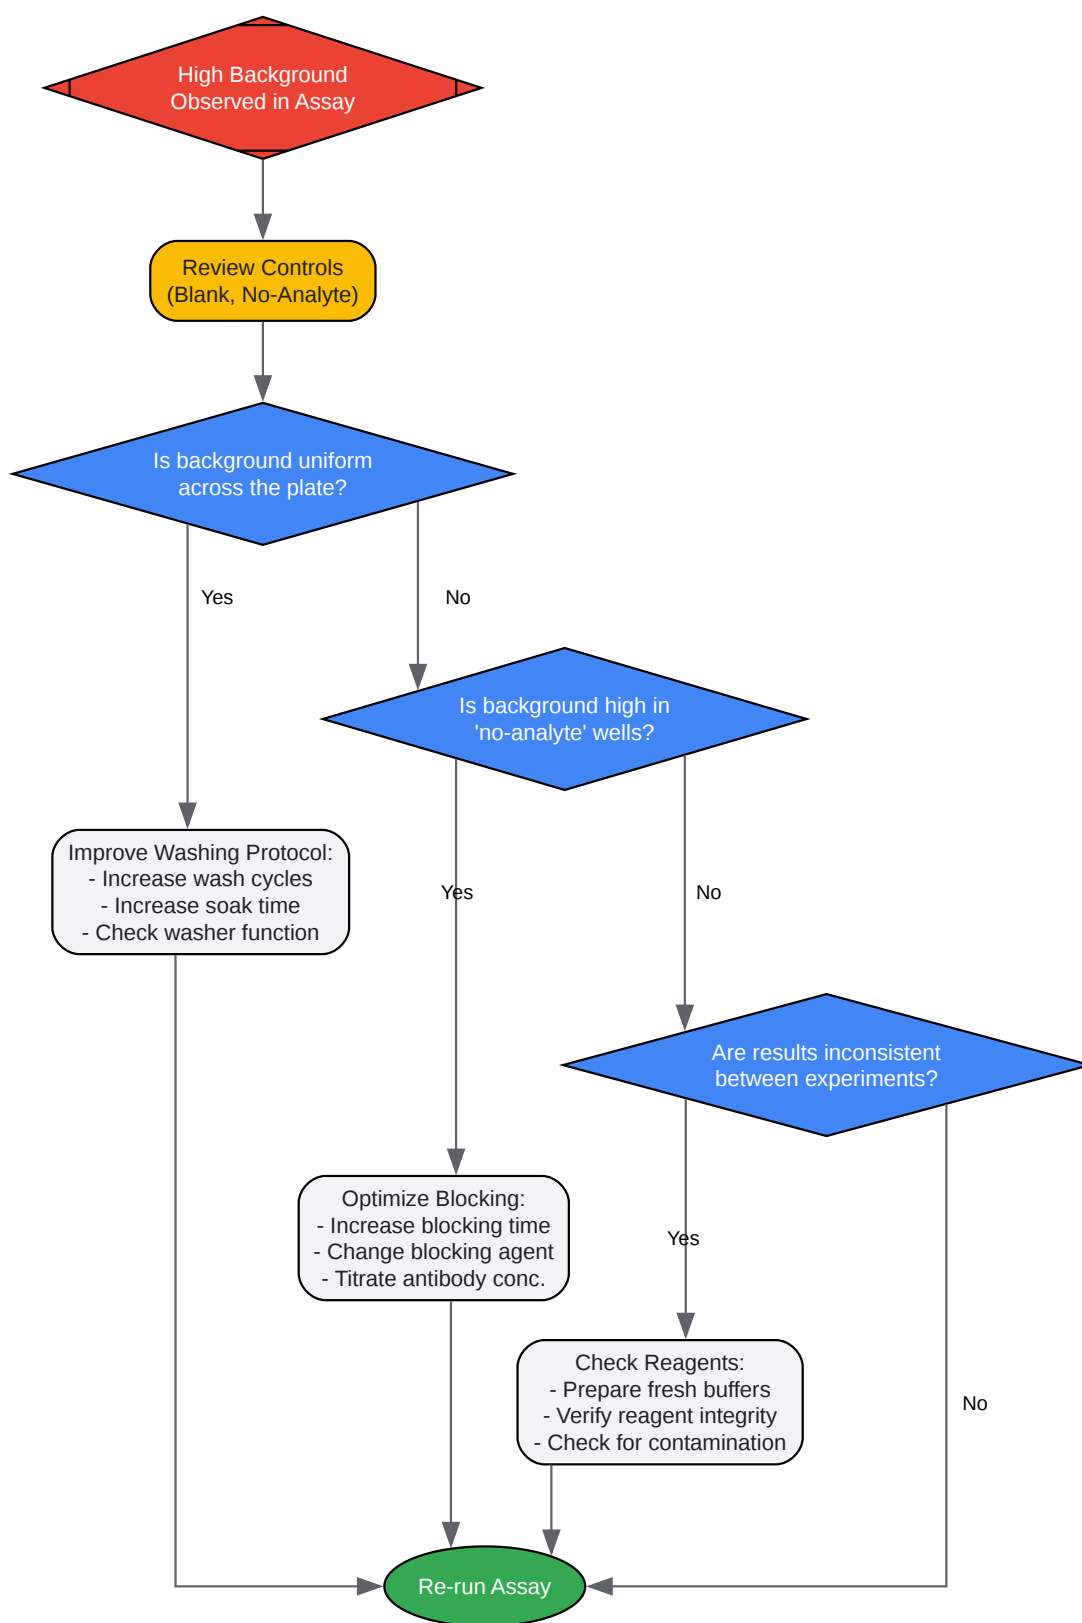 High Background
Observed in Assay
Review Controls
(Blank, No-Analyte)
Is background uniform
across the plate?
Yes
No
Is background high in
'no-analyte' wells?
Improve Washing Protocol:
- Increase wash cycles
- Increase soak time
- Check washer function
Yes
No
Are results inconsistent
between experiments?
Optimize Blocking:
- Increase blocking time
- Change blocking agent
- Titrate antibody conc.
Yes
Check Reagents:
- Prepare fresh buffers
- Verify reagent integrity
- Check for contamination
No
Re-run Assay